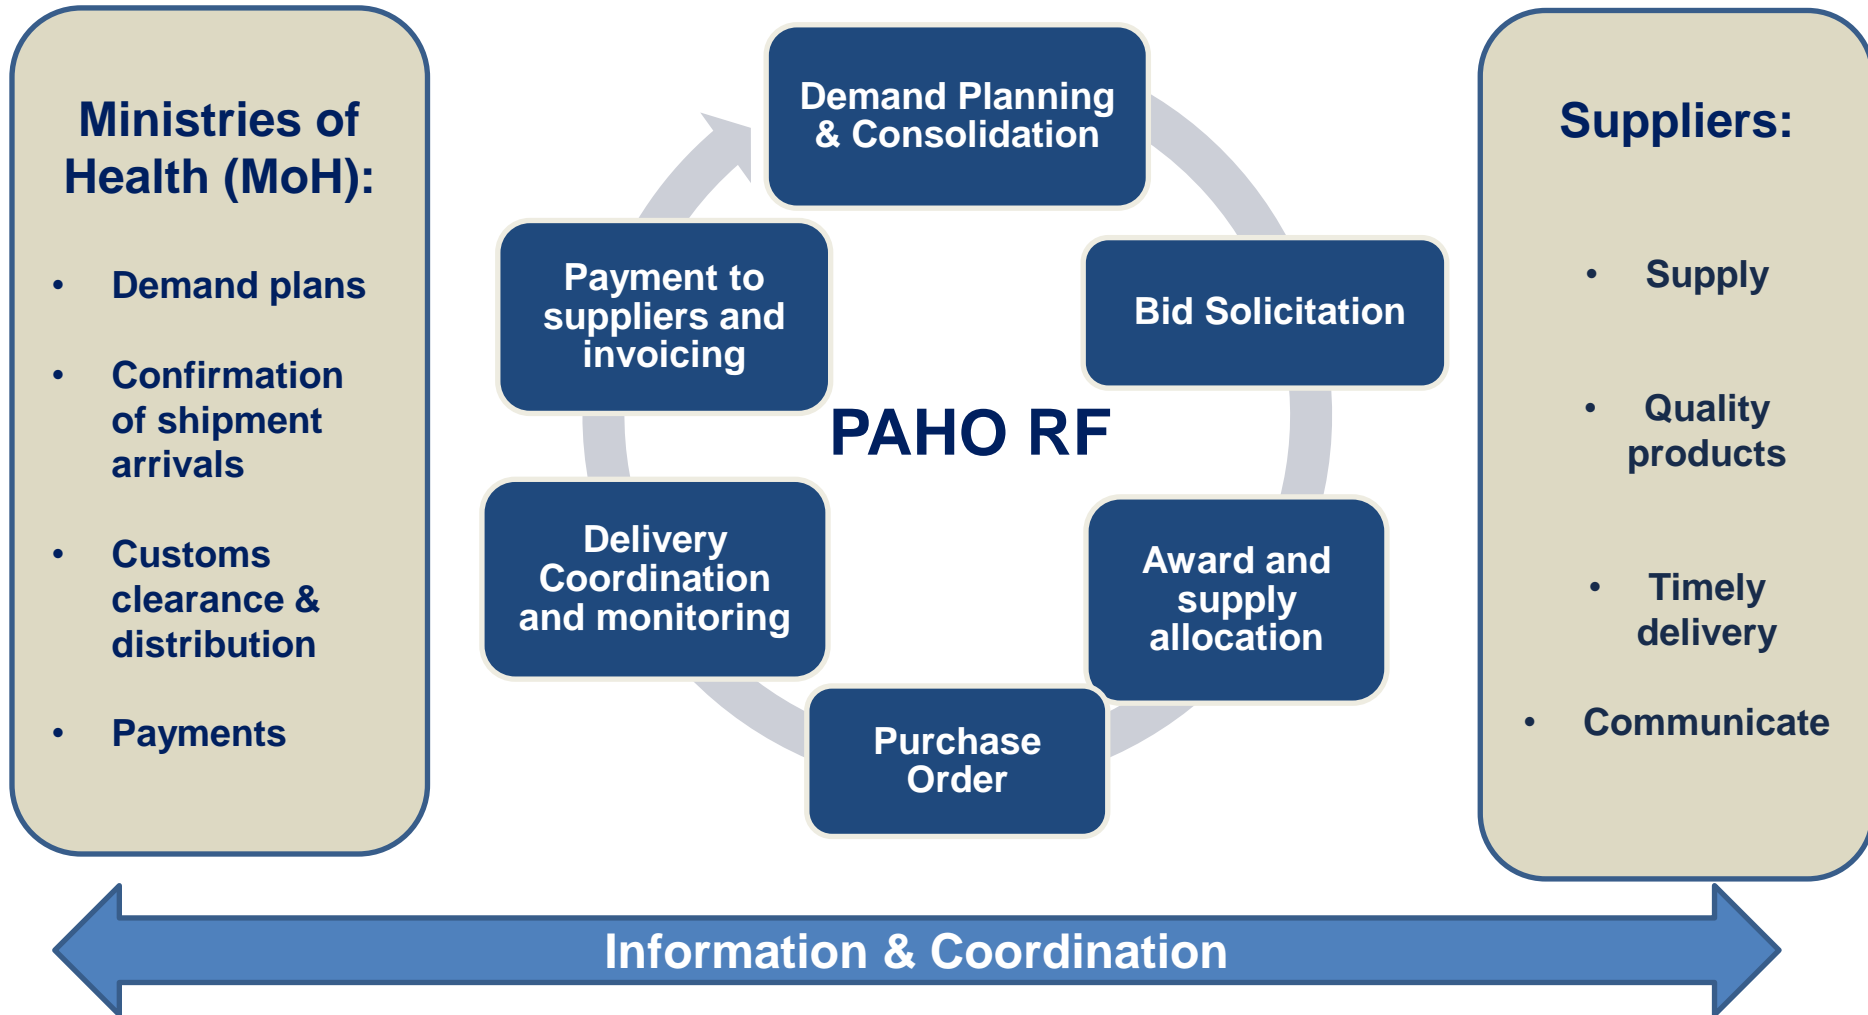 Ministries of
Health (MoH):
• Demand plans
• Confirmation
of shipment
arrivals
• Customs
clearance &
distribution
• Payments
Demand Planning
& Consolidation
Bid Solicitation
Award and
supply
allocation
Purchase
Order
Delivery
Coordination
and monitoring
Payment to
suppliers and
invoicing
PAHO RF
Suppliers:
• Supply
• Quality
products
• Timely
delivery
• Communicate
Information & Coordination